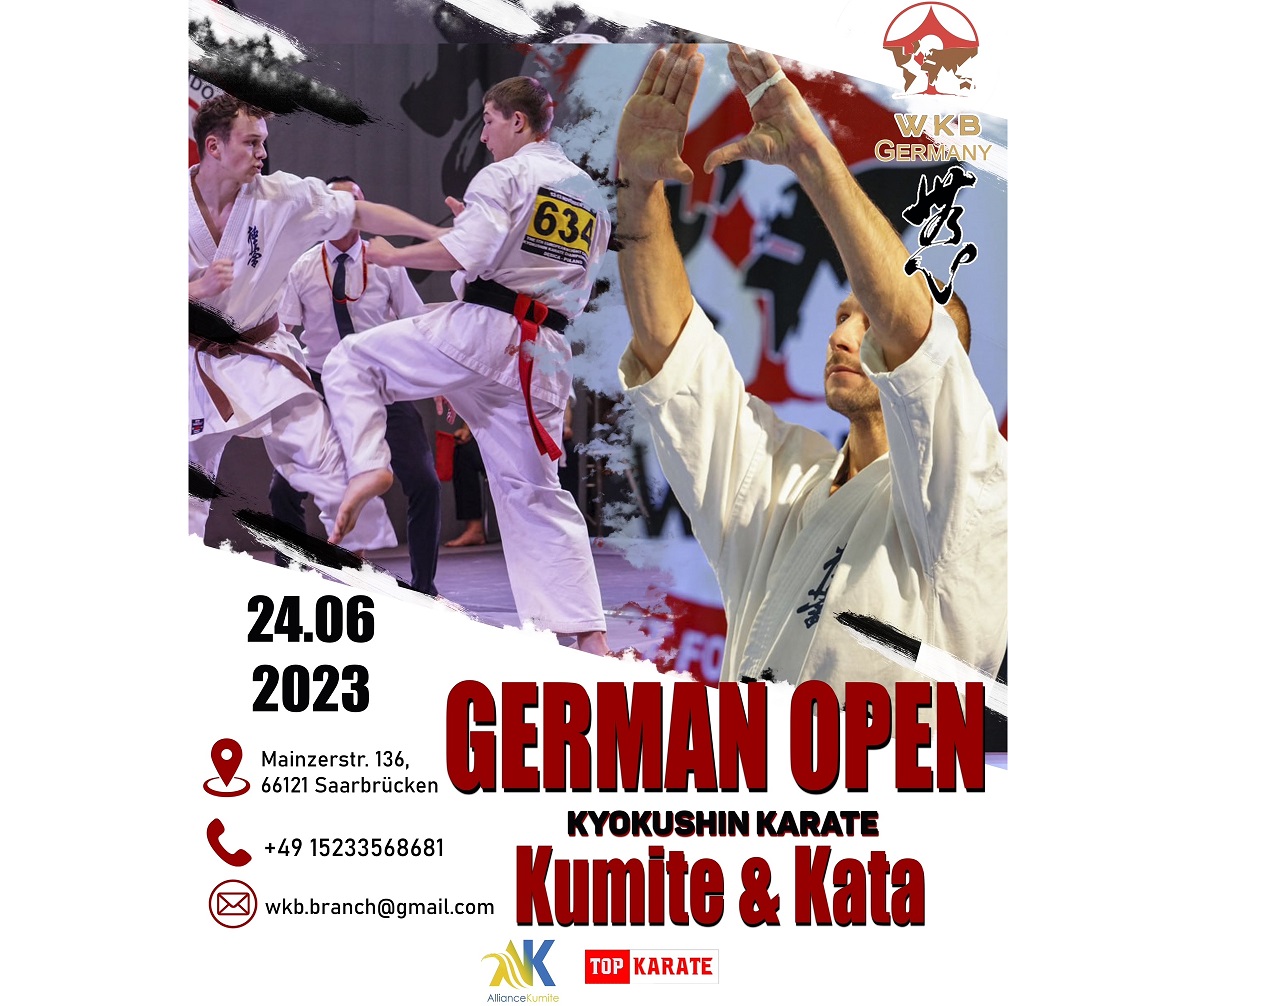 WKB
GERMANY
634
24.06
2023
GERMAN OPEN
Mainzerstr. 136,
66121 Saarbrücken
KYOKUSHIN KARATE
+49 15233568681
Kumite & Kata
wkb.branch@gmail.com
AK
AllianceKumite
TOP KARATE